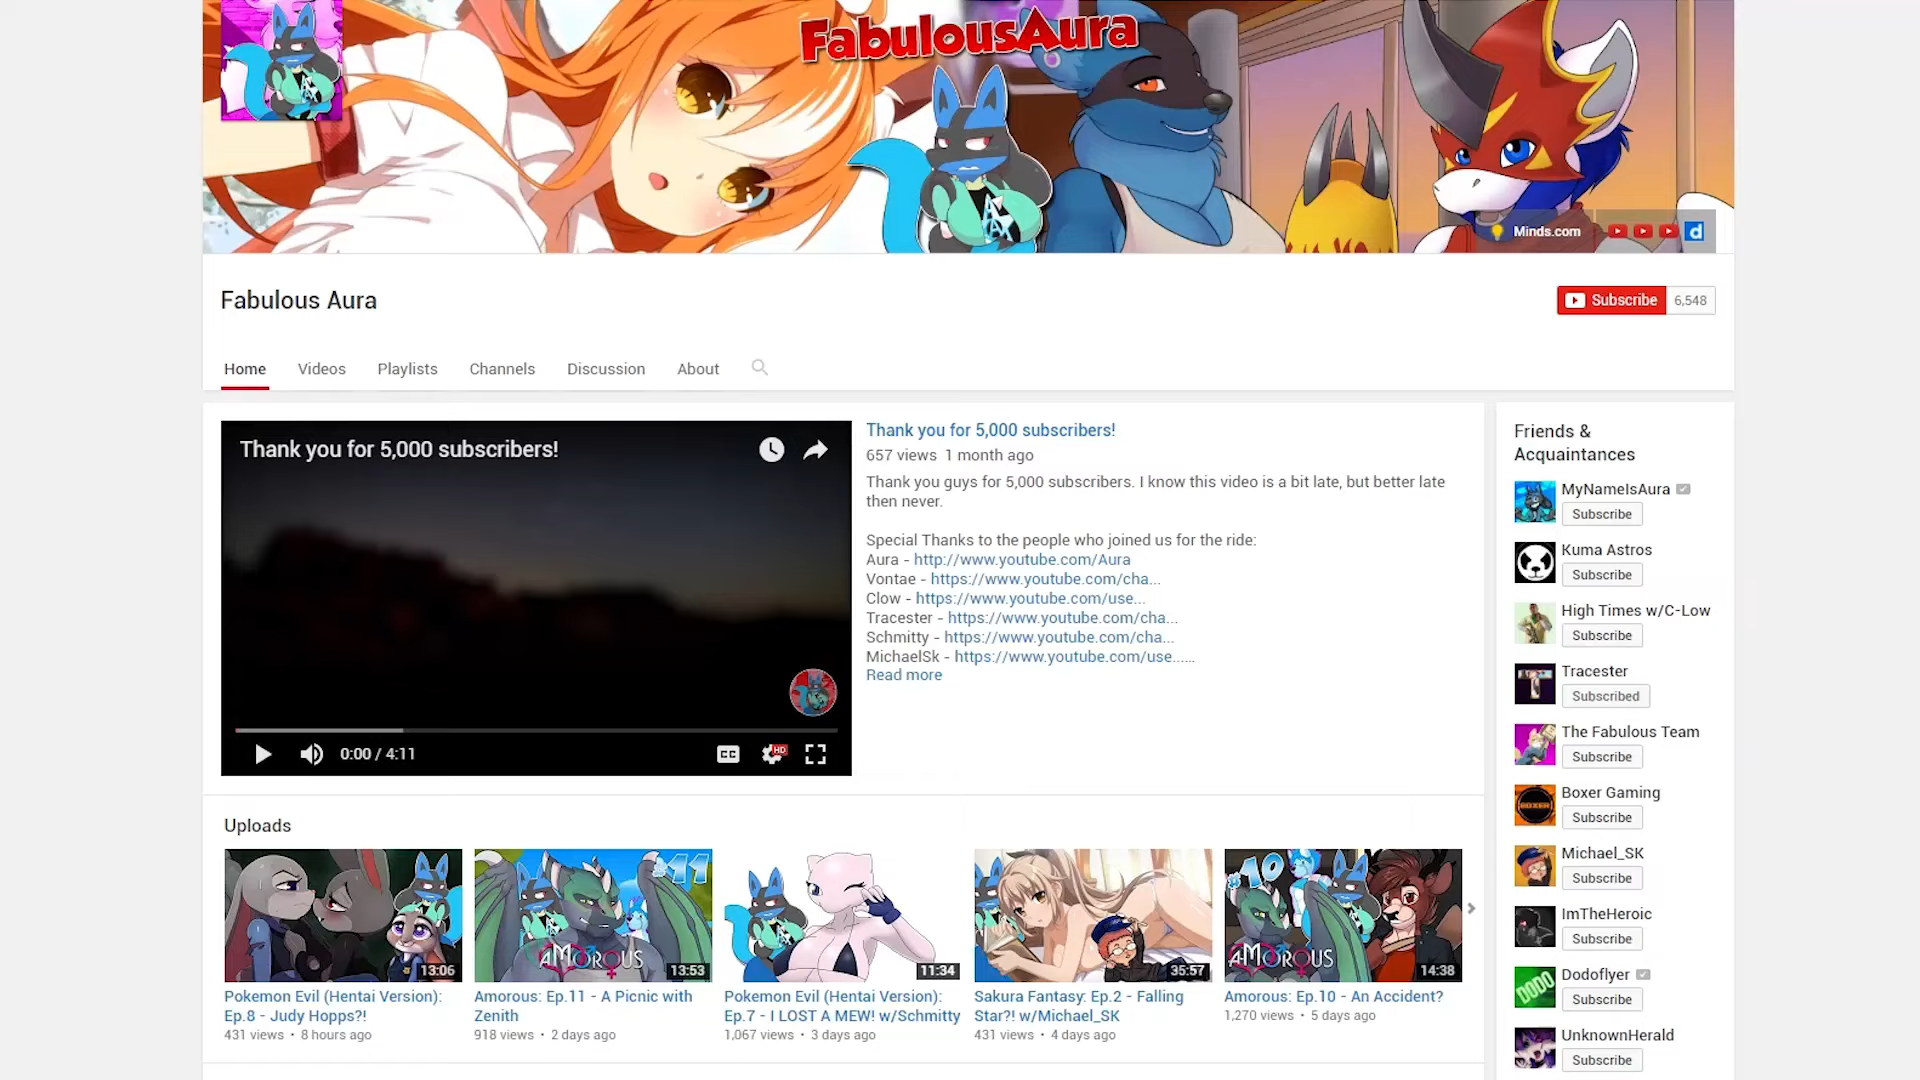 FabulousAura
Minds.com
Fabulous Aura
Subscribe 6,548
Home Videos Playlists Channels Discussion About
Thank you for 5,000 subscribers!
0:00 / 4:11
CC
HD
Thank you for 5,000 subscribers!
657 views 1 month ago
Thank you guys for 5,000 subscribers. I know this video is a bit late, but better late
then never.
Special Thanks to the people who joined us for the ride:
Aura - http://www.youtube.com/Aura
Vontae - https://www.youtube.com/cha...
Clow - https://www.youtube.com/use...
Tracester - https://www.youtube.com/cha...
Schmitty - https://www.youtube.com/cha...
MichaelSk - https://www.youtube.com/use......
Read more
Uploads
13:06
Pokemon Evil (Hentai Version):
Ep.8 - Judy Hopps?!
431 views • 8 hours ago
#11
AMOROUS
13:53
Amorous: Ep.11 - A Picnic with
Zenith
918 views • 2 days ago
11:34
Pokemon Evil (Hentai Version):
Ep.7 - I LOST A MEW! w/Schmitty
1,067 views • 3 days ago
35:57
Sakura Fantasy: Ep.2 - Falling
Star?! w/Michael_SK
431 views • 4 days ago
#10
AMOROUS
14:38
Amorous: Ep.10 - An Accident?
1,270 views • 5 days ago
Friends &
Acquaintances
MyNameIsAura
Subscribe
Kuma Astros
Subscribe
High Times w/C-Low
Subscribe
Tracester
Subscribed
The Fabulous Team
Subscribe
BOXER
Boxer Gaming
Subscribe
Michael_SK
Subscribe
ImTheHeroic
Subscribe
DODO
Dodoflyer
Subscribe
UnknownHerald
Subscribe